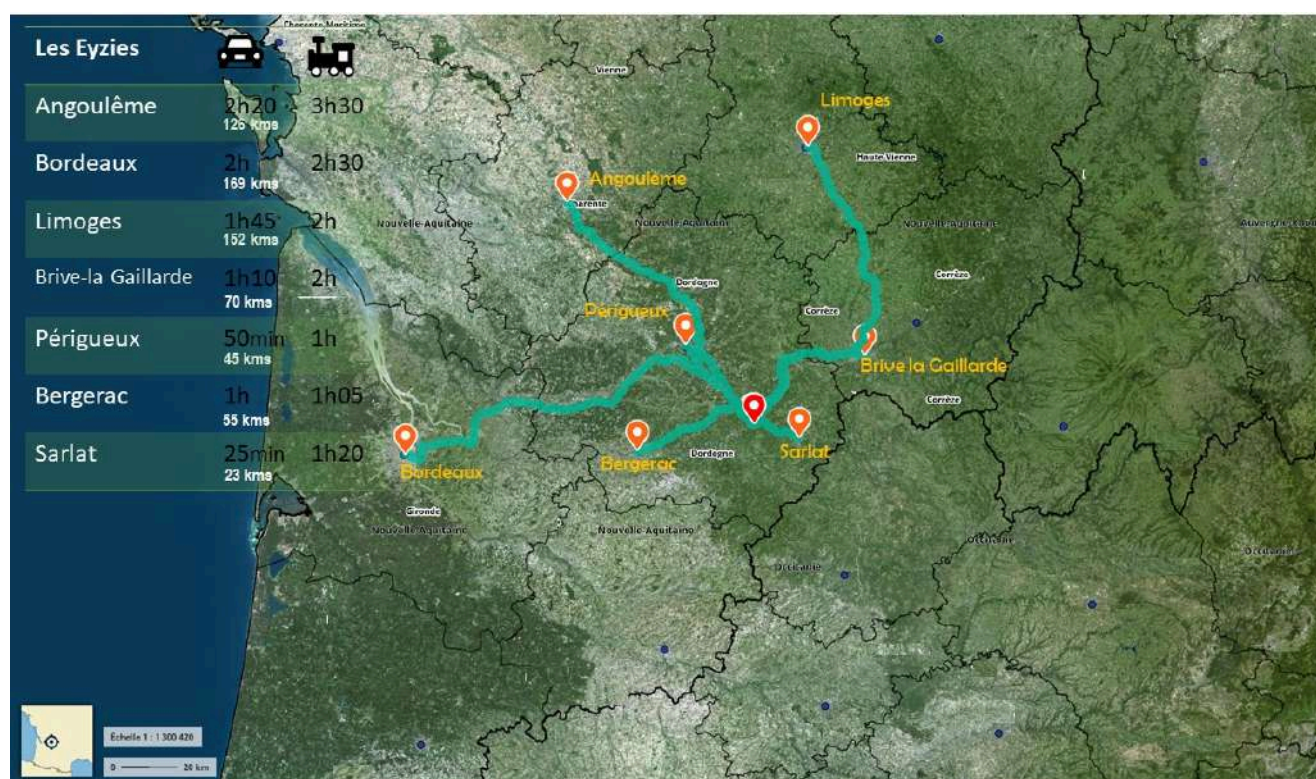 Les Eyzies
Angoulême 2h20 3h30
126 kms
Bordeaux 2h 2h30
169 kms
Limoges 1h45 2h
152 kms
Brive-la Gaillarde 1h10 2h
70 kms
Périgueux 50min 1h
45 kms
Bergerac 1h 1h05
55 kms
Sarlat 25min 1h20
23 kms
Charente Maritime
Vienne
Limoges
Haute Vienne
Angoulême
Charente
Nouvelle-Aquitaine
Nouvelle-Aquitaine
Nouvelle-Aquitaine
Dordogne
Corrèze
Corrèze
Périgueux
Brive la Gaillarde
Corrèze
Bordeaux
Bergerac
Dordogne
Sarlat
Gironde
Nouvelle-Aquitaine
Nouvelle-Aquitaine
Occitanie
Occitanie
Occitanie
Echelle 1 : 1 300 420
0 20 km